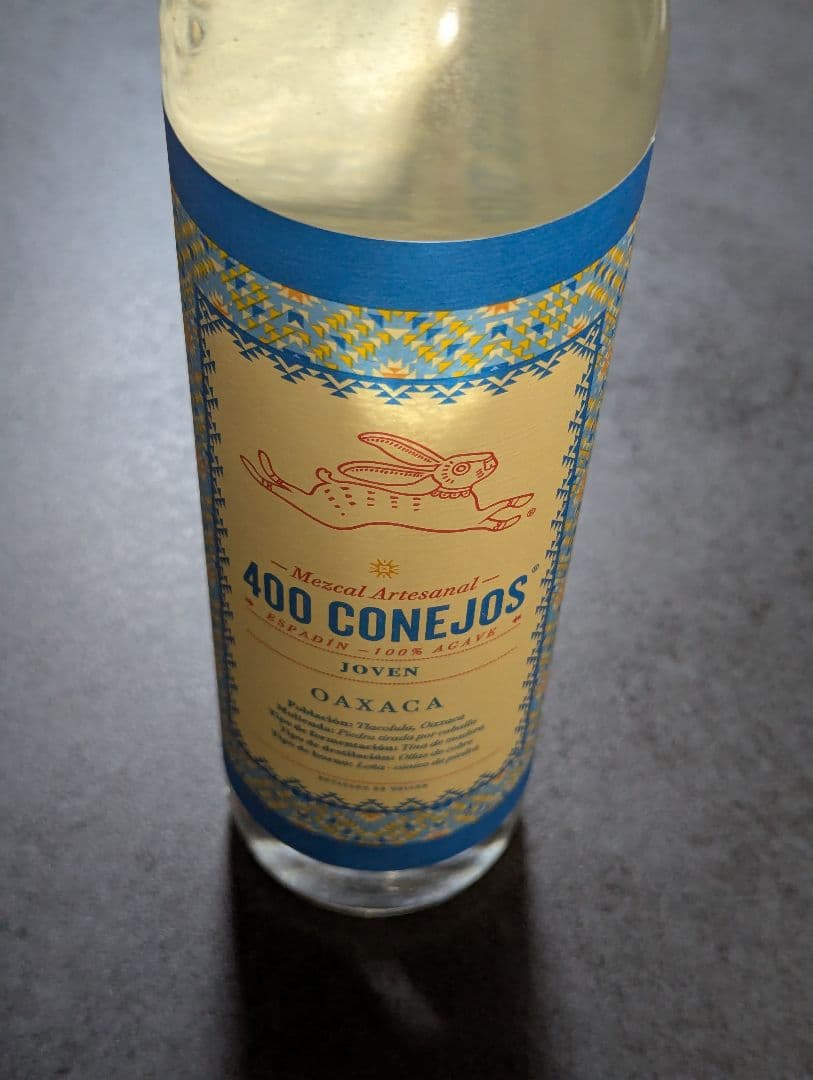 — Mezcal Artesanal —
400 CONEJOS®
ESPADÍN – 100% AGAVE
JOVEN
OAXACA
Población: Tlacolula, Oaxaca
Molienda: Piedra tirada por caballo
Tipo de fermentación: Tina de madera
Tipo de destilación: Ollas de cobre
Tipo de horno: Leña - cónico de piedra